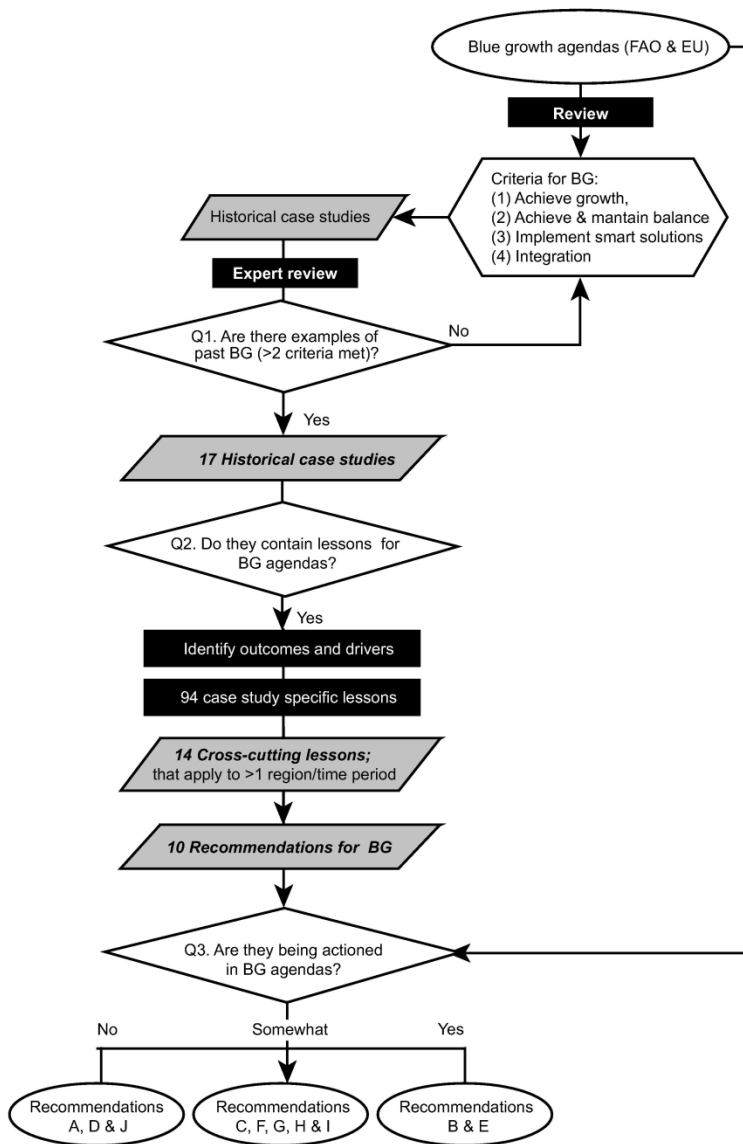 Blue growth agendas (FAO & EU)
Review
Criteria for BG:
(1) Achieve growth,
(2) Achieve & mantain balance
(3) Implement smart solutions
(4) Integration
Historical case studies
Expert review
Q1. Are there examples of
past BG (>2 criteria met)?
No
Yes
17 Historical case studies
Q2. Do they contain lessons for
BG agendas?
Yes
Identify outcomes and drivers
94 case study specific lessons
14 Cross-cutting lessons;
that apply to >1 region/time period
10 Recommendations for BG
Q3. Are they being actioned
in BG agendas?
No
Somewhat
Yes
Recommendations
A, D & J
Recommendations
C, F, G, H & I
Recommendations
B & E